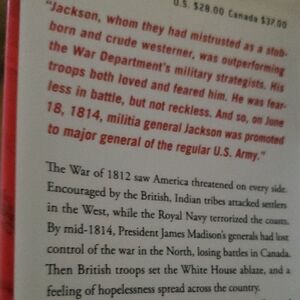 U.S. $28.00 Canada $37.00
"Jackson, whom they had mistrusted as a stub-
born and crude westerner, was outperforming
the War Department's military strategists. His
troops both loved and feared him. He was fear-
less in battle, but not reckless. And so, on June
18, 1814, militia general Jackson was promoted
to major general of the regular U.S. Army."
The War of 1812 saw America threatened on every side.
Encouraged by the British, Indian tribes attacked settlers
in the West, while the Royal Navy terrorized the coasts.
By mid-1814, President James Madison's generals had lost
control of the war in the North, losing battles in Canada.
Then British troops set the White House ablaze, and a
feeling of hopelessness spread across the country.